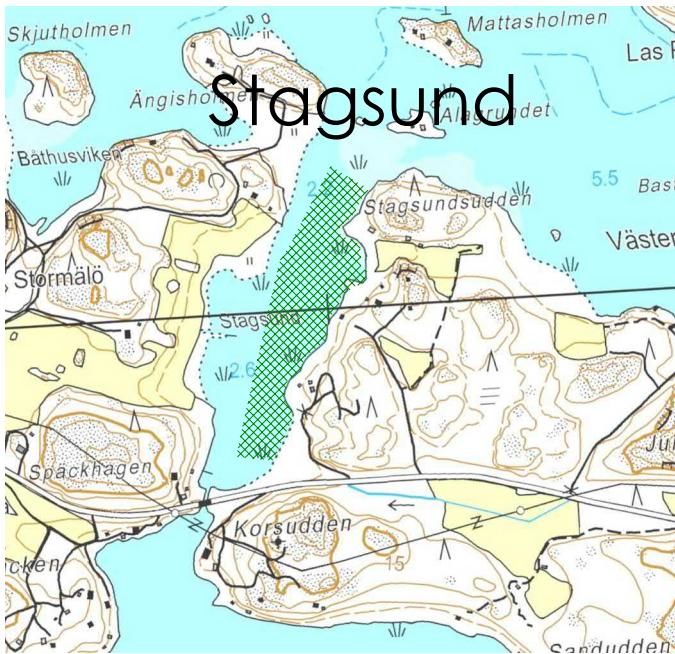 Skjutholmen
Mattasholmen
Las
Stagsund
Ängisholmen
Alagrundet
Båthusviken
5.5
Stagsundsudden
Väster
Stormälö
Stagsund
2.6
Späckhagen
Korsudden
15
Sandudden